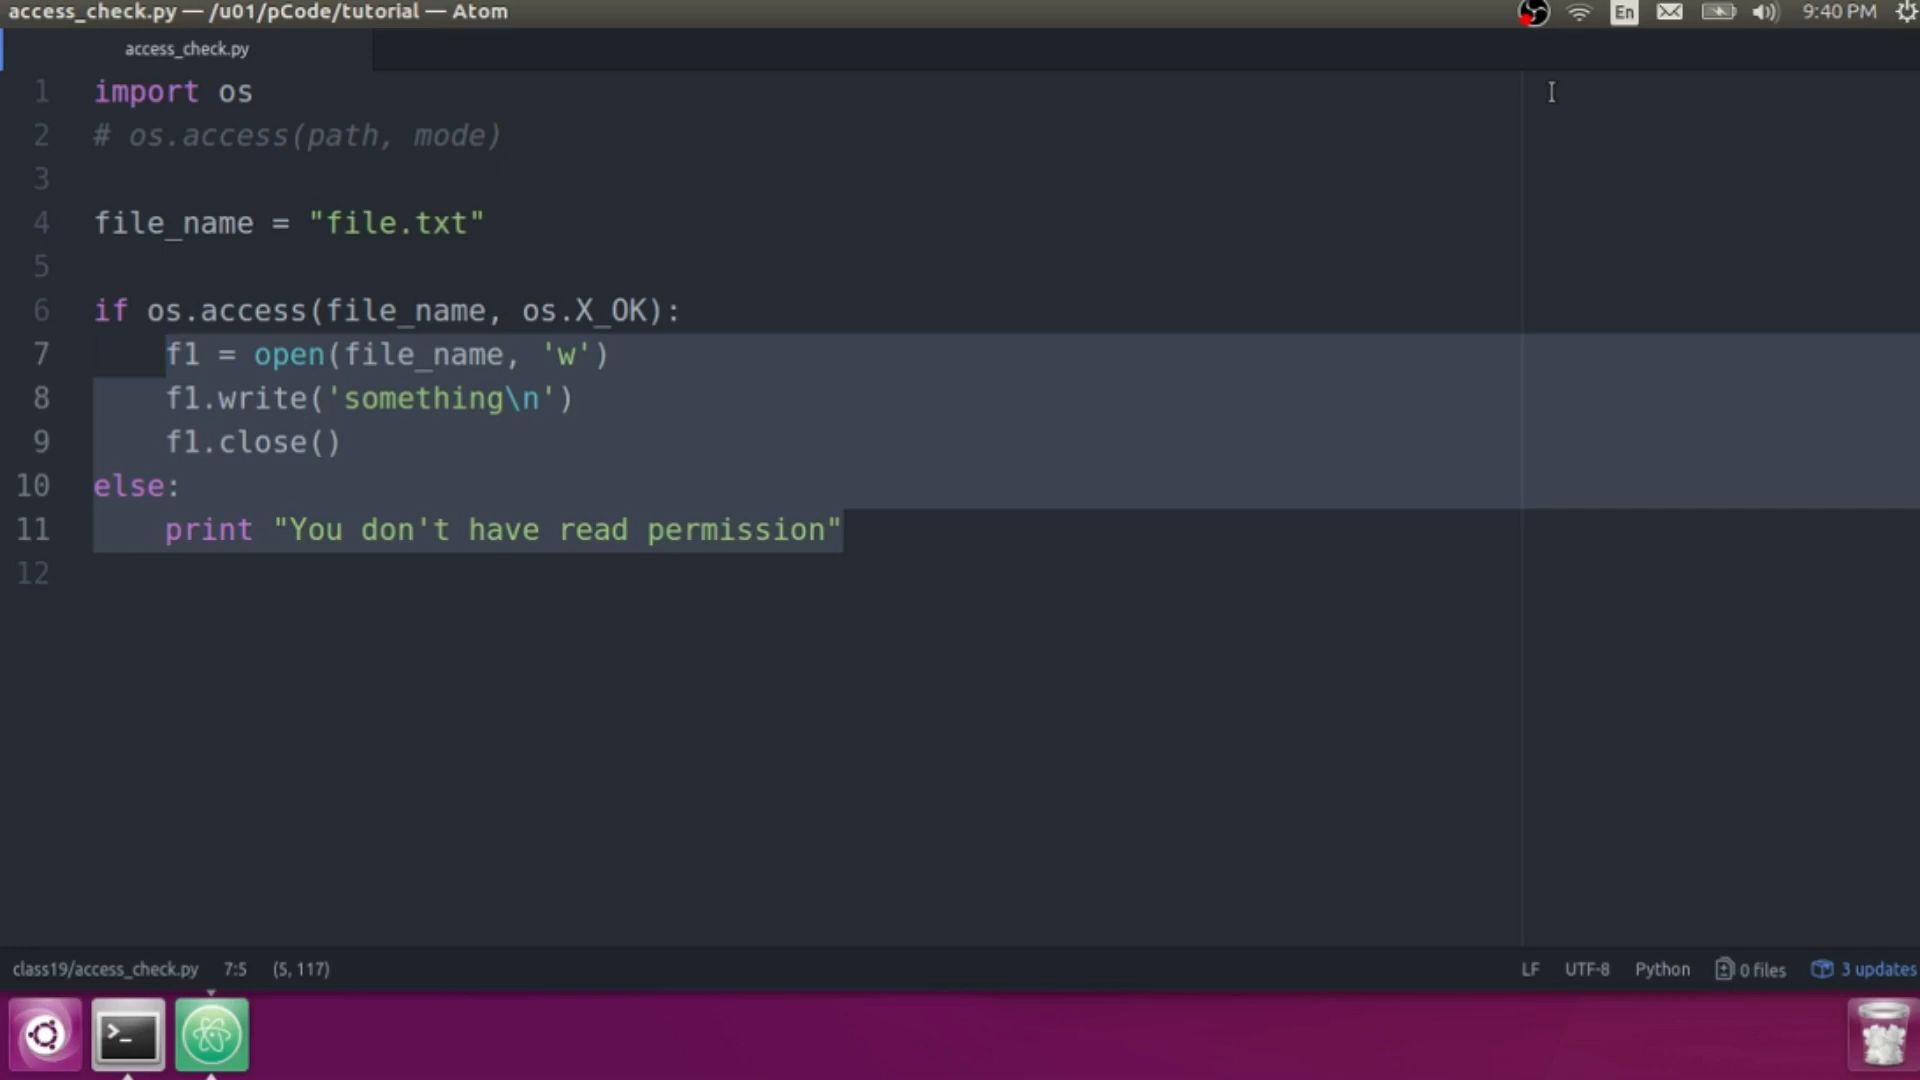 access_check.py — /u01/pCode/tutorial — Atom
En
9:40 PM
access_check.py
1 import os
2 # os.access(path, mode)
3
4 file_name = "file.txt"
5
6 if os.access(file_name, os.X_OK):
7 f1 = open(file_name, 'w')
8 f1.write('something\n')
9 f1.close()
10 else:
11 print "You don't have read permission"
12
class19/access_check.py 7:5 (5, 117) LF UTF-8 Python 0 files 3 updates
>_